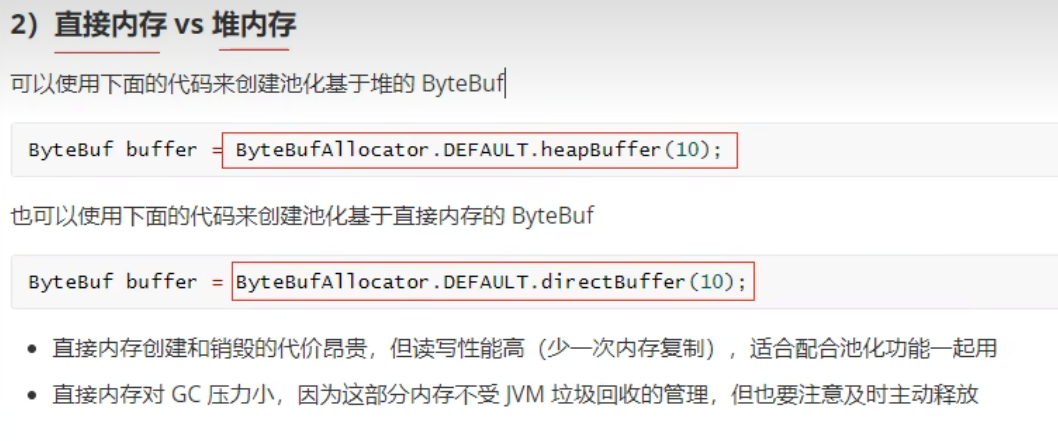 2）直接内存 vs 堆内存
可以使用下面的代码来创建池化基于堆的 ByteBuf
ByteBuf buffer = ByteBufAllocator.DEFAULT.heapBuffer(10);
也可以使用下面的代码来创建池化基于直接内存的 ByteBuf
ByteBuf buffer = ByteBufAllocator.DEFAULT.directBuffer(10);
• 直接内存创建和销毁的代价昂贵，但读写性能高（少一次内存复制），适合配合池化功能一起用
• 直接内存对 GC 压力小，因为这部分内存不受 JVM 垃圾回收的管理，但也要注意及时主动释放